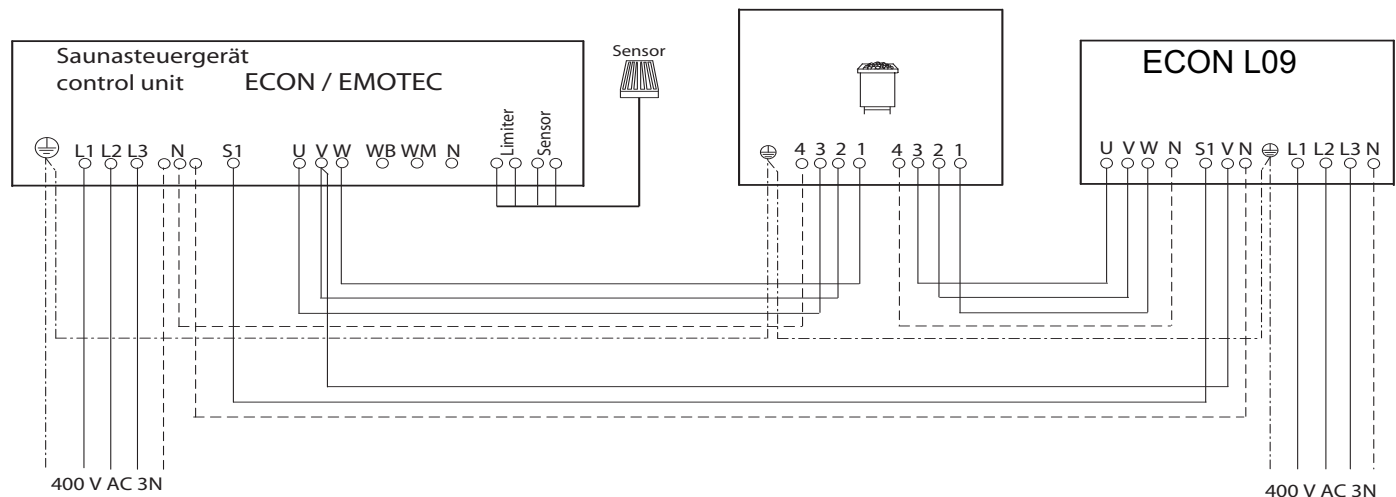 Saunasteuergerät
control unit ECON / EMOTEC
L1 L2 L3 N S1 U V W WB WM N Limiter Sensor
Sensor
4 3 2 1 4 3 2 1
ECON L09
U V W N S1 V N L1 L2 L3 N
400 V AC 3N
400 V AC 3N